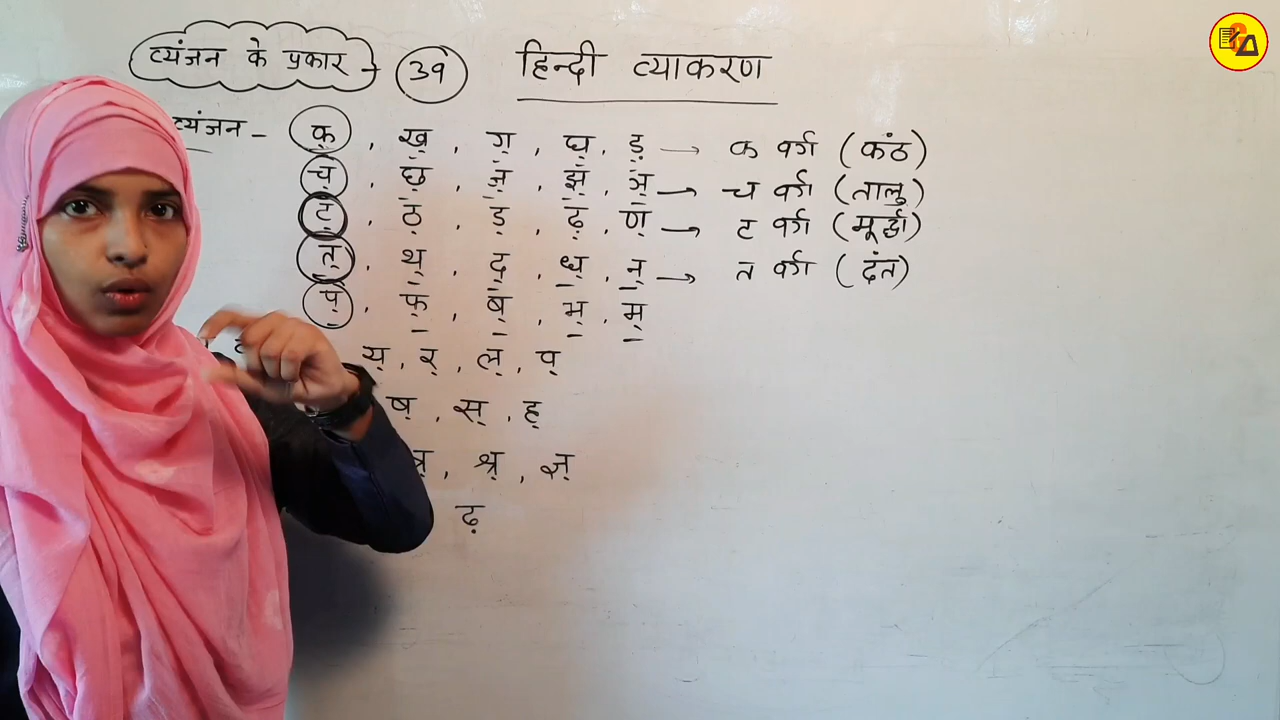 व्यंजन के प्रकार - 39 हिन्दी व्याकरण
व्यंजन - क् , ख् , ग् , घ् , ङ् → क वर्ग (कंठ)
च् , छ् , ज् , झ् , ञ् → च वर्ग (तालु)
ट् , ठ् , ड् , ढ् , ण् → ट वर्ग (मूर्द्धा)
त् , थ् , द् , ध् , न् → त वर्ग (दंत)
प् , फ् , ब् , भ् , म्
य् , र् , ल् , व्
ष् , स् , ह्
त्र् , श्र् , ज्ञ्
ढ़